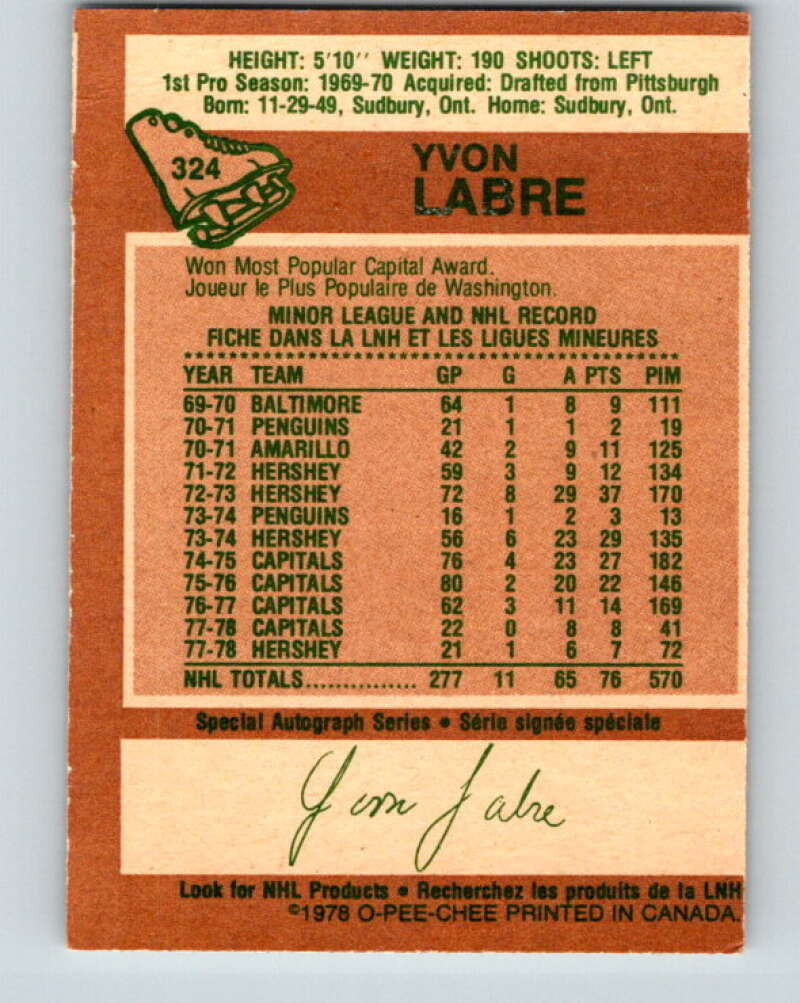 HEIGHT: 5'10'' WEIGHT: 190 SHOOTS: LEFT
1st Pro Season: 1969-70 Acquired: Drafted from Pittsburgh
Born: 11-29-49, Sudbury, Ont. Home: Sudbury, Ont.
324
YVON
LABRE
Won Most Popular Capital Award.
Joueur le Plus Populaire de Washington.
MINOR LEAGUE AND NHL RECORD
FICHE DANS LA LNH ET LES LIGUES MINEURES
YEAR TEAM GP G A PTS PIM
69-70 BALTIMORE 64 1 8 9 111
70-71 PENGUINS 21 1 1 2 19
70-71 AMARILLO 42 2 9 11 125
71-72 HERSHEY 59 3 9 12 134
72-73 HERSHEY 72 8 29 37 170
73-74 PENGUINS 16 1 2 3 13
73-74 HERSHEY 56 6 23 29 135
74-75 CAPITALS 76 4 23 27 182
75-76 CAPITALS 80 2 20 22 146
76-77 CAPITALS 62 3 11 14 169
77-78 CAPITALS 22 0 8 8 41
77-78 HERSHEY 21 1 6 7 72
NHL TOTALS............... 277 11 65 76 570
Special Autograph Series • Série signée spéciale
Yvon Labre
Look for NHL Products • Recherchez les produits de la LNH
©1978 O-PEE-CHEE PRINTED IN CANADA.